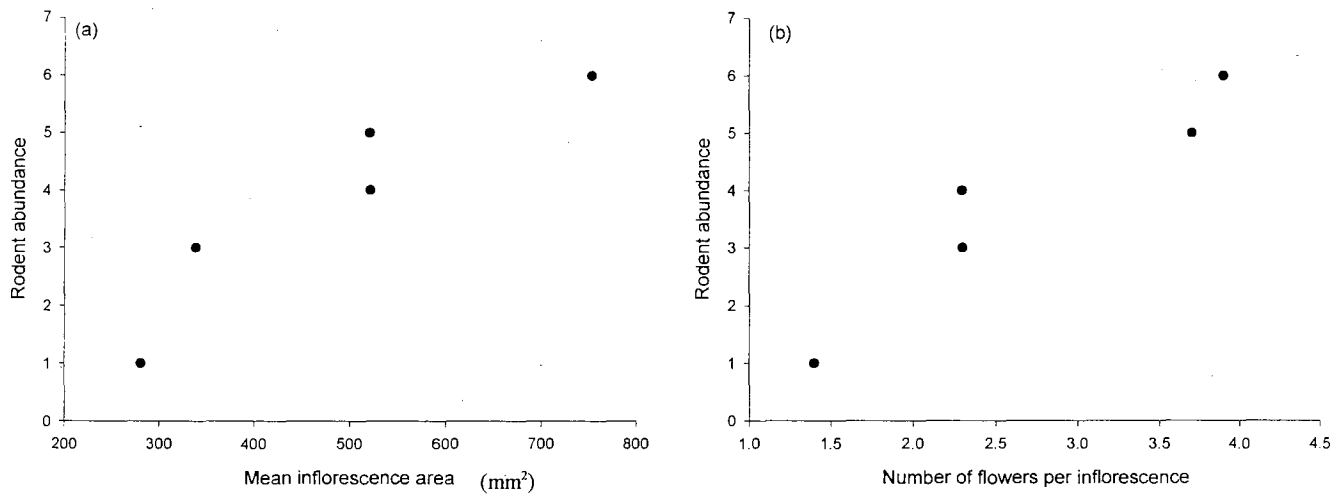 (a)
7
6
5
4
3
2
1
0
Rodent abundance
200 300 400 500 600 700 800
Mean inflorescence area (mm²)
(b)
7
6
5
4
3
2
1
0
Rodent abundance
1.0 1.5 2.0 2.5 3.0 3.5 4.0 4.5
Number of flowers per inflorescence